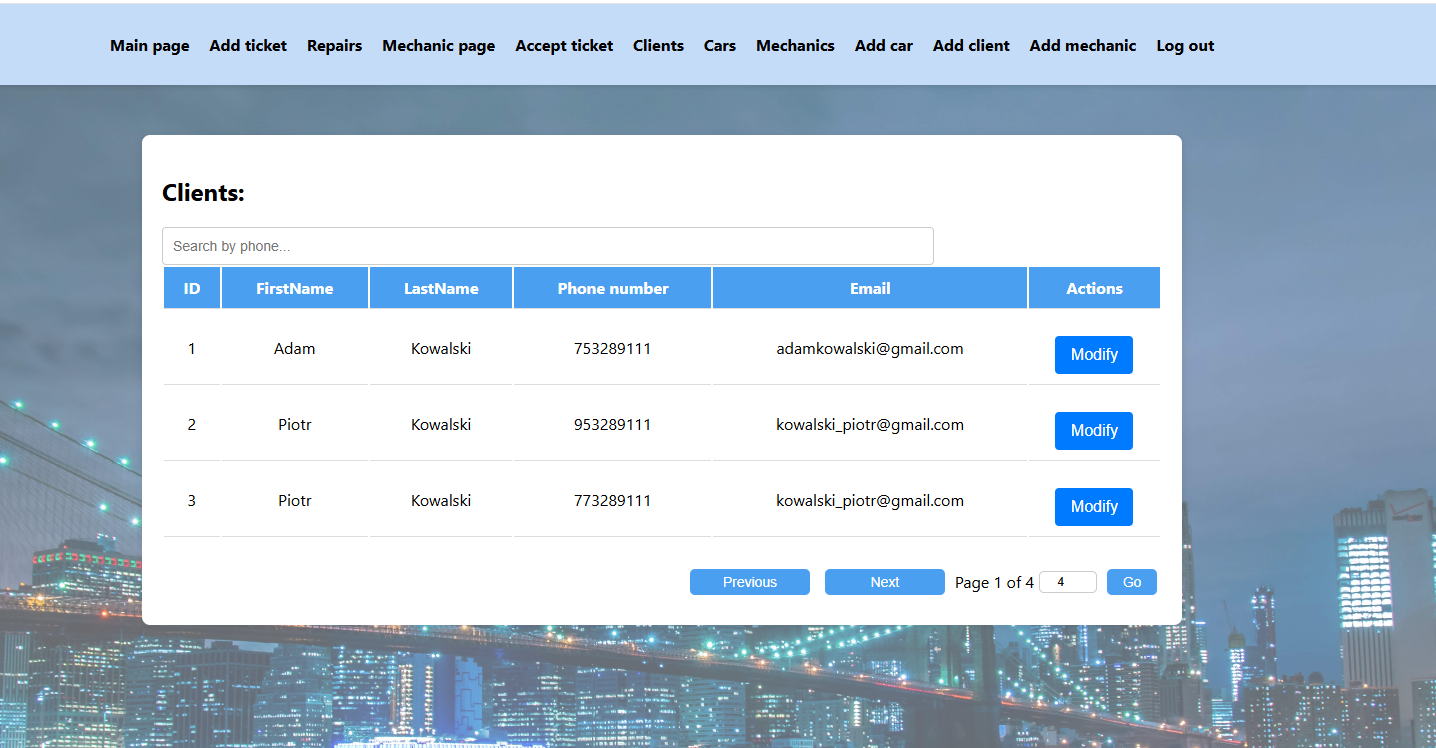 Main page Add ticket Repairs Mechanic page Accept ticket Clients Cars Mechanics Add car Add client Add mechanic Log out
Clients:
Search by phone...
ID FirstName LastName Phone number Email Actions
1 Adam Kowalski 753289111 adamkowalski@gmail.com Modify
2 Piotr Kowalski 953289111 kowalski_piotr@gmail.com Modify
3 Piotr Kowalski 773289111 kowalski_piotr@gmail.com Modify
Previous Next Page 1 of 4 4 Go